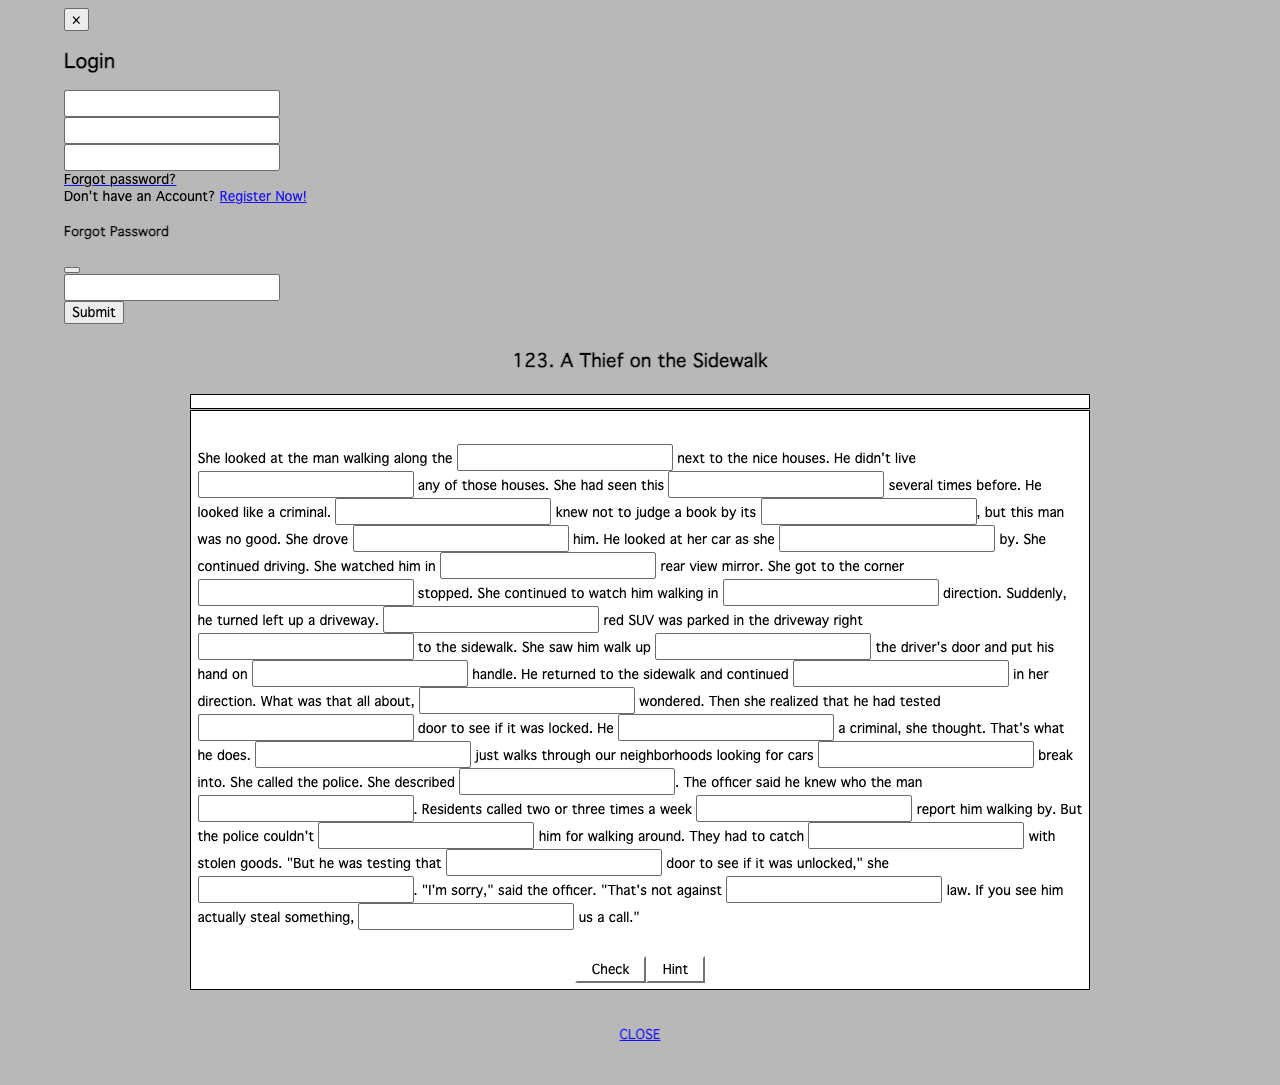 ×
Login
Forgot password?
Don't have an Account? Register Now!
Forgot Password
Submit
123. A Thief on the Sidewalk
She looked at the man walking along the next to the nice houses. He didn't live
any of those houses. She had seen this several times before. He
looked like a criminal. knew not to judge a book by its , but this man
was no good. She drove him. He looked at her car as she by. She
continued driving. She watched him in rear view mirror. She got to the corner
stopped. She continued to watch him walking in direction. Suddenly,
he turned left up a driveway. red SUV was parked in the driveway right
to the sidewalk. She saw him walk up the driver's door and put his
hand on handle. He returned to the sidewalk and continued in her
direction. What was that all about, wondered. Then she realized that he had tested
door to see if it was locked. He a criminal, she thought. That's what
he does. just walks through our neighborhoods looking for cars break
into. She called the police. She described . The officer said he knew who the man
. Residents called two or three times a week report him walking by. But
the police couldn't him for walking around. They had to catch with
stolen goods. "But he was testing that door to see if it was unlocked," she
. "I'm sorry," said the officer. "That's not against law. If you see him
actually steal something, us a call."
Check Hint
CLOSE